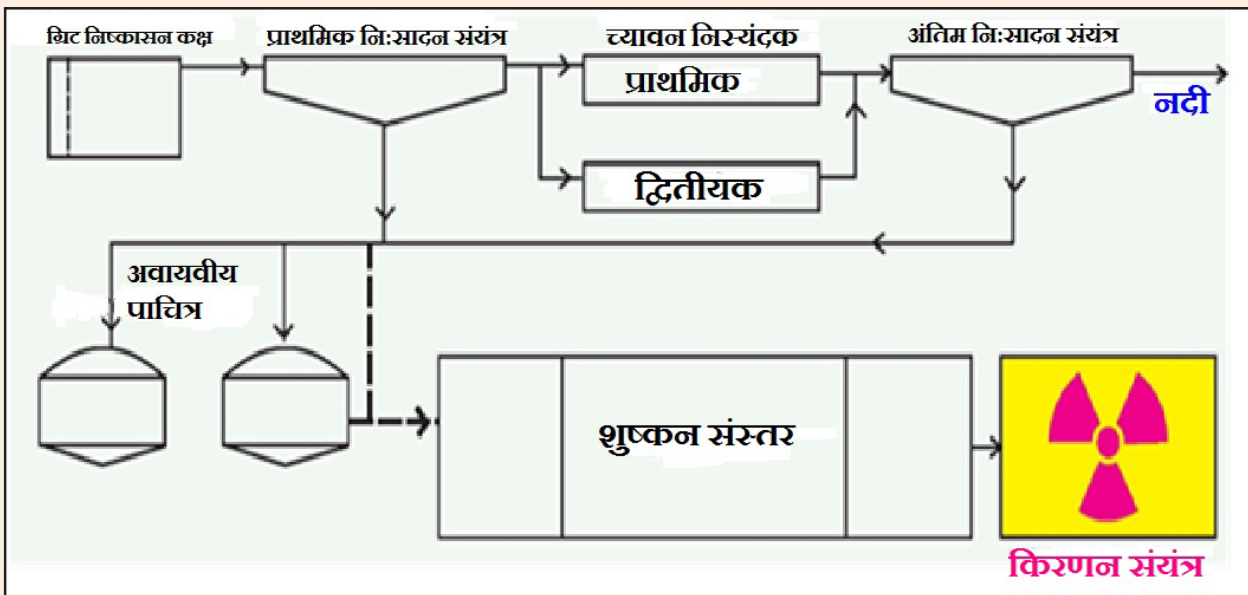 ग्रिट निष्कासन कक्ष
प्राथमिक निःसादन संयंत्र
च्यावन निस्यंदक
अंतिम निःसादन संयंत्र
प्राथमिक
नदी
द्वितीयक
अवायवीय
पाचित्र
शुष्कन संस्तर
किरणन संयंत्र